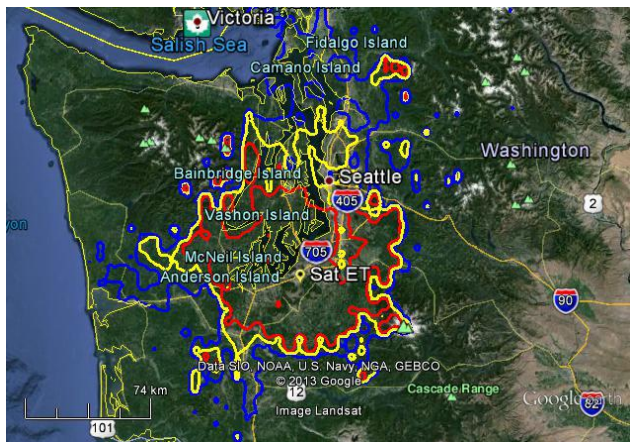 Victoria
Salish Sea
Fidalgo Island
Camano Island
Washington
Bainbridge Island
Seattle
405
2
Vashon Island
705
McNeil Island
Anderson Island
Sat ET
90
Data SIO, NOAA, U.S. Navy, NGA, GEBCO
© 2013 Google
74 km
12
Cascade Range
Google earth
Image Landsat
82
101